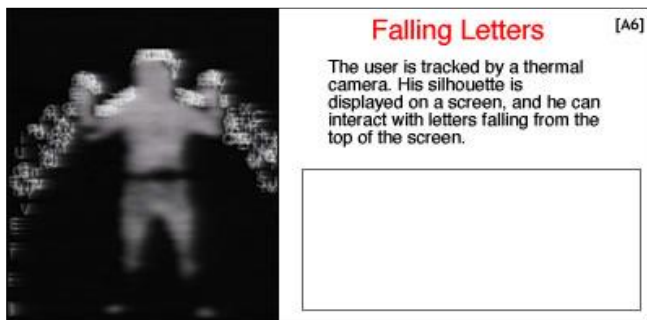 Falling Letters
[A6]
The user is tracked by a thermal
camera. His silhouette is
displayed on a screen, and he can
interact with letters falling from the
top of the screen.